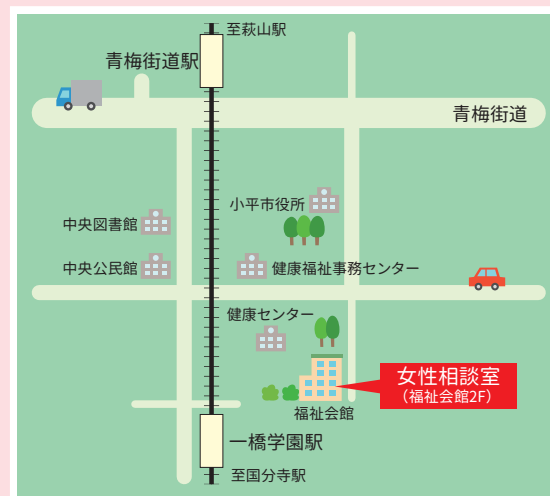 至萩山駅
青梅街道駅
青梅街道
小平市役所
中央図書館
中央公民館
健康福祉事務センター
健康センター
女性相談室
（福祉会館2F）
福祉会館
一橋学園駅
至国分寺駅